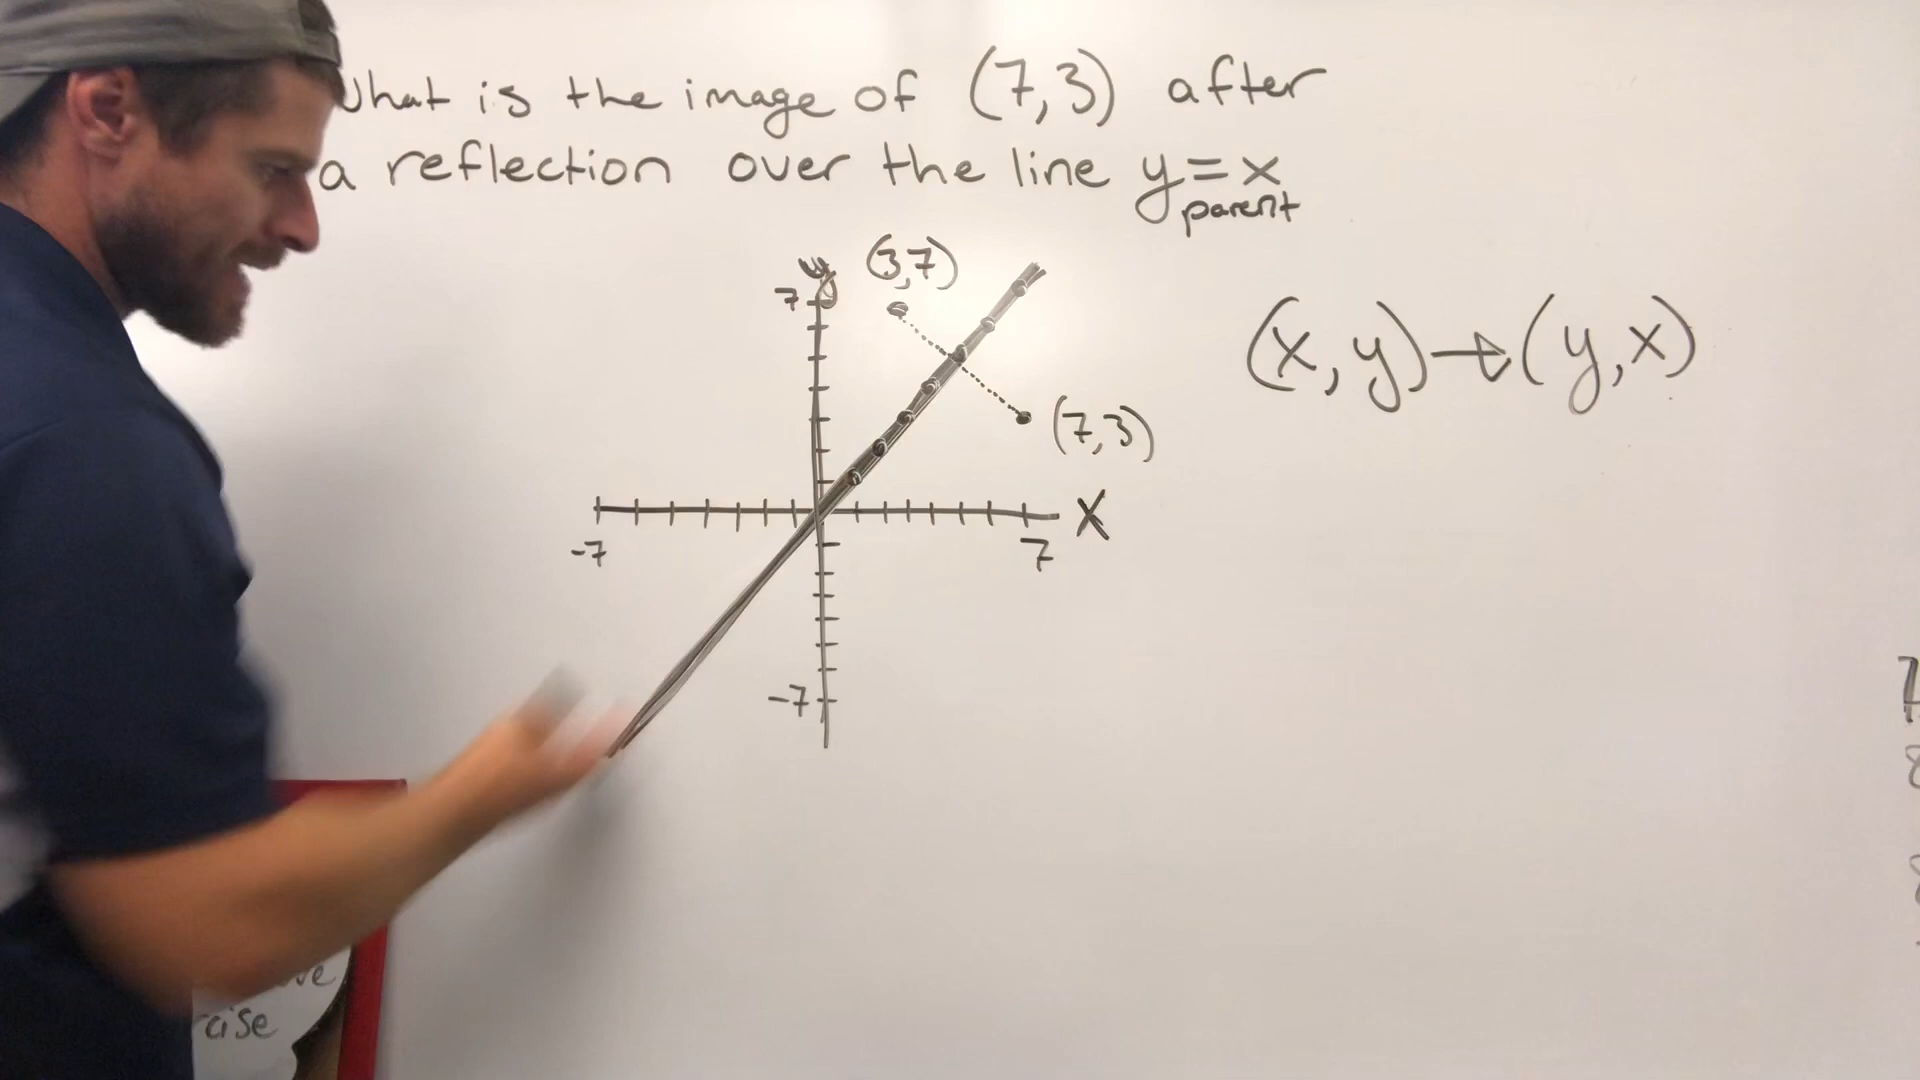 what is the image of (7,3) after
a reflection over the line y=x
parent
y (3,7)
7
(x,y)→(y,x)
(7,3)
x
-7 7
-7
cise